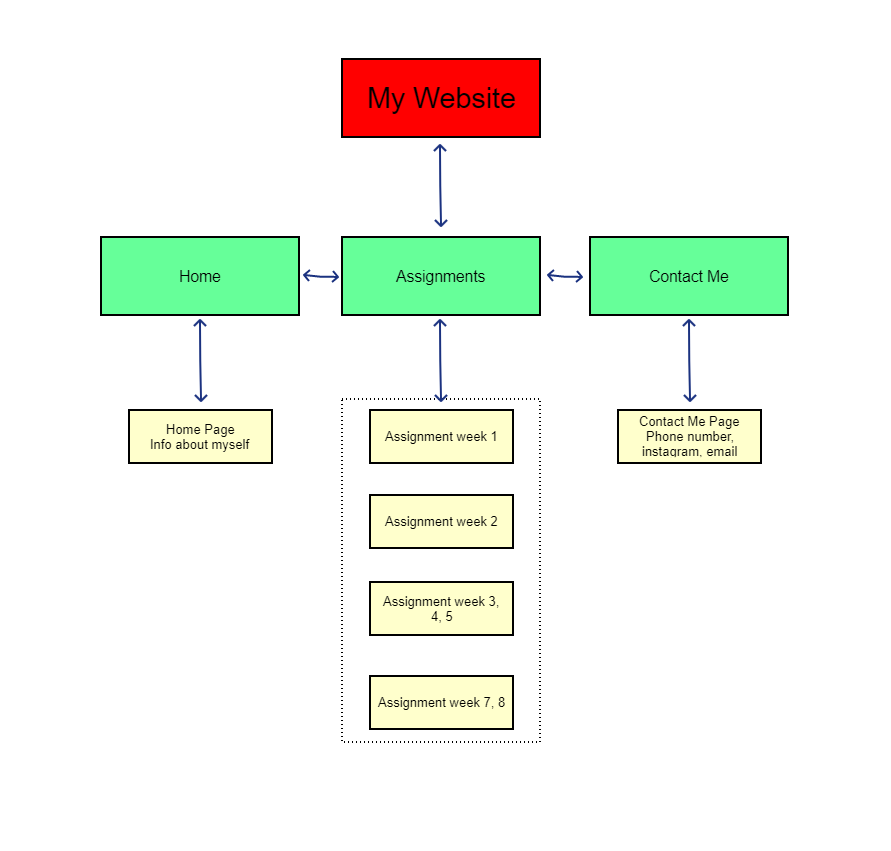 My Website
Home
Assignments
Contact Me
Home Page
Info about myself
Assignment week 1
Contact Me Page
Phone number,
instagram, email
Assignment week 2
Assignment week 3,
4, 5
Assignment week 7, 8